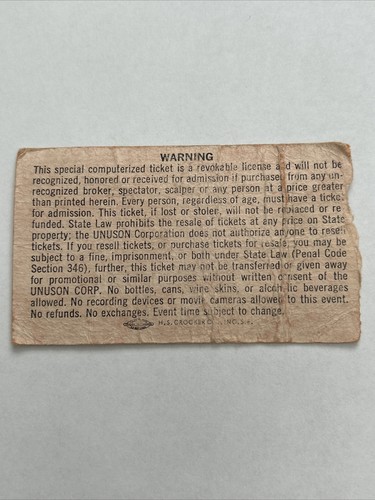 WARNING
This special computerized ticket is a revokable license and will not be
recognized, honored or received for admission if purchased from any un-
recognized broker, spectator, scalper or any person at a price greater
than printed herein. Every person, regardless of age, must have a ticket
for admission. This ticket, if lost or stolen, will not be replaced or re-
funded. State Law prohibits the resale of tickets at any price on State
property; the UNUSON Corporation does not authorize anyone to resell
tickets. If you resell tickets, or purchase tickets for resale, you may be
subject to a fine, imprisonment, or both under State Law (Penal Code
Section 346), further, this ticket may not be transferred or given away
for promotional or similar purposes without written consent of the
UNUSON CORP. No bottles, cans, wine skins, or alcoholic beverages
allowed. No recording devices or movie cameras allowed to this event.
No refunds. No exchanges. Event time subject to change.
H.S. CROCKER CO., INC.